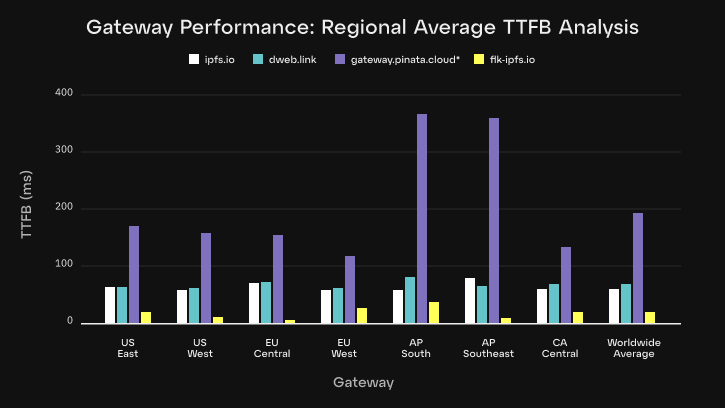 Gateway Performance: Regional Average TTFB Analysis
ipfs.io dweb.link gateway.pinata.cloud* flk-ipfs.io
400
300
200
100
0
TTFB (ms)
US East
US West
EU Central
EU West
AP South
AP Southeast
CA Central
Worldwide Average
Gateway